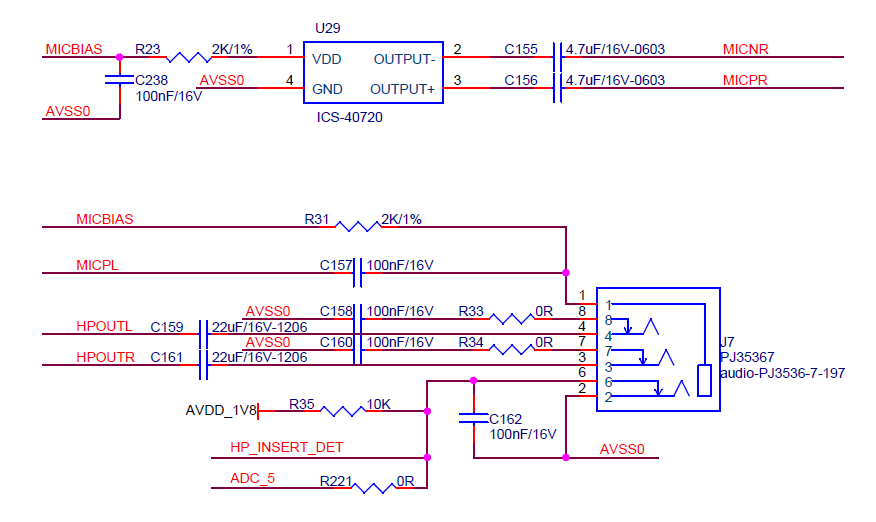 U29
MICBIAS R23 2K/1% 1 VDD OUTPUT- 2 C155 4.7uF/16V-0603 MICNR
C238
100nF/16V
AVSS0 4 GND OUTPUT+ 3 C156 4.7uF/16V-0603 MICPR
AVSS0
ICS-40720
MICBIAS R31 2K/1%
MICPL C157 100nF/16V
1 1
AVSS0 C158 100nF/16V R33 0R 8 8
HPOUTL C159 22uF/16V-1206 4 4
AVSS0 C160 100nF/16V R34 0R 7 7
HPOUTR C161 22uF/16V-1206 3 3
6 6
2 2
J7
PJ35367
audio-PJ3536-7-197
AVDD_1V8 R35 10K
C162
100nF/16V
HP_INSERT_DET AVSS0
ADC_5 R221 0R